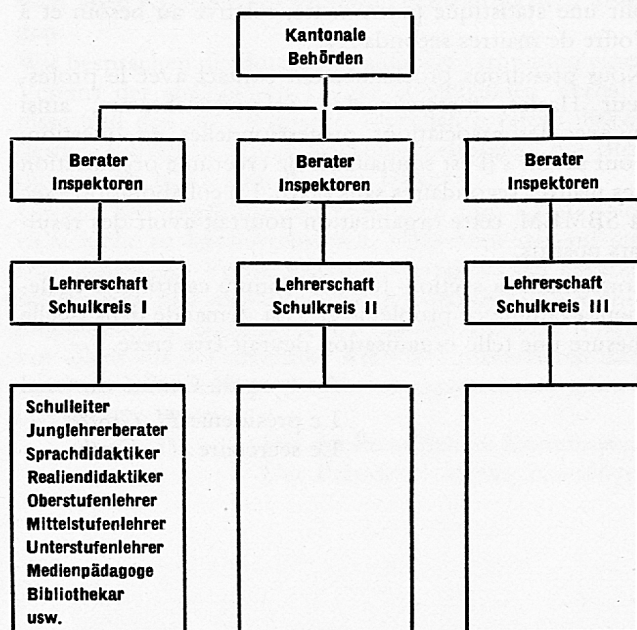 Kantonale
Behörden
Berater
Inspektoren
Berater
Inspektoren
Berater
Inspektoren
Lehrerschaft
Schulkreis I
Lehrerschaft
Schulkreis II
Lehrerschaft
Schulkreis III
Schulleiter
Junglehrerberater
Sprachdidaktiker
Realiendidaktiker
Oberstufenlehrer
Mittelstufenlehrer
Unterstufenlehrer
Medienpädagoge
Bibliothekar
usw.